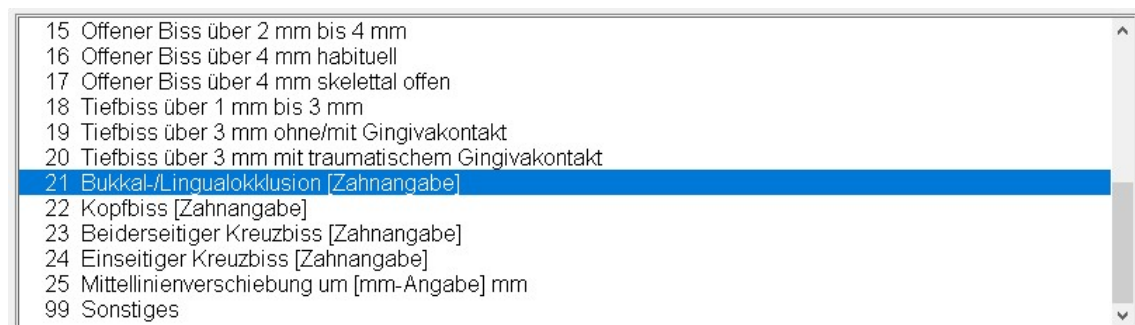 15 Offener Biss über 2 mm bis 4 mm
16 Offener Biss über 4 mm habituell
17 Offener Biss über 4 mm skelettal offen
18 Tiefbiss über 1 mm bis 3 mm
19 Tiefbiss über 3 mm ohne/mit Gingivakontakt
20 Tiefbiss über 3 mm mit traumatischem Gingivakontakt
21 Bukkal-/Lingualokklusion [Zahnangabe]
22 Kopfbiss [Zahnangabe]
23 Beiderseitiger Kreuzbiss [Zahnangabe]
24 Einseitiger Kreuzbiss [Zahnangabe]
25 Mittellinienverschiebung um [mm-Angabe] mm
99 Sonstiges